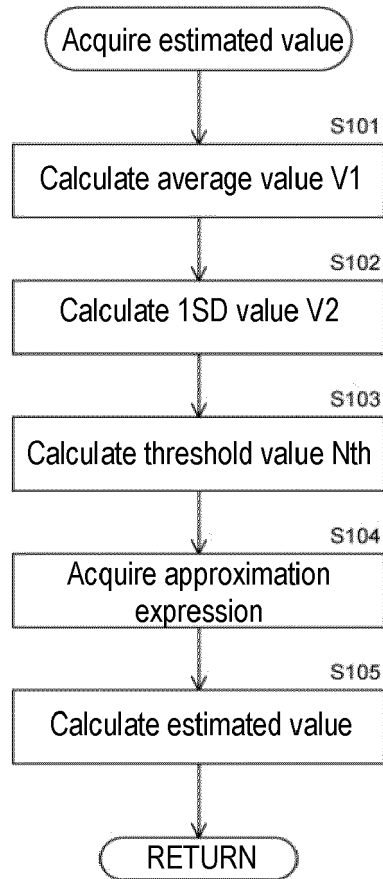 Acquire estimated value
S101
Calculate average value V1
S102
Calculate 1SD value V2
S103
Calculate threshold value Nth
S104
Acquire approximation
expression
S105
Calculate estimated value
RETURN